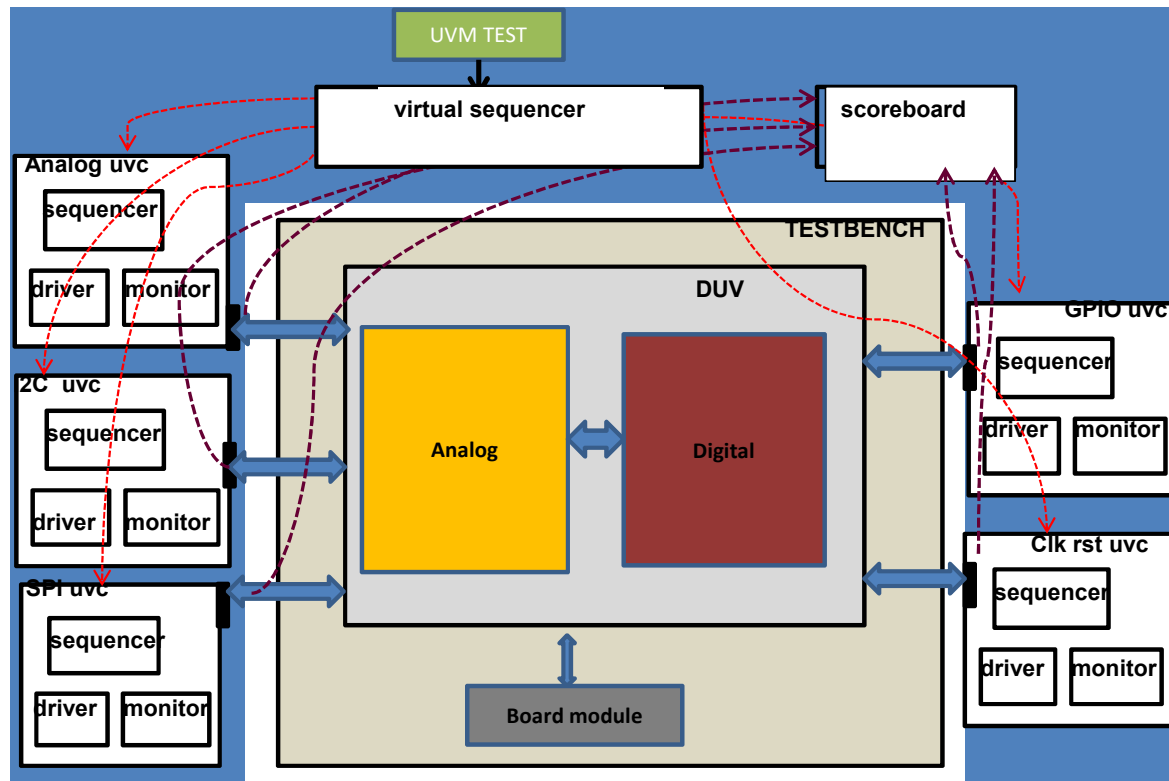 UVM TEST
virtual sequencer
scoreboard
Analog uvc
sequencer
driver
monitor
2C uvc
sequencer
driver
monitor
SPI uvc
sequencer
driver
monitor
TESTBENCH
DUV
Analog
Digital
Board module
GPIO uvc
sequencer
driver
monitor
Clk rst uvc
sequencer
driver
monitor